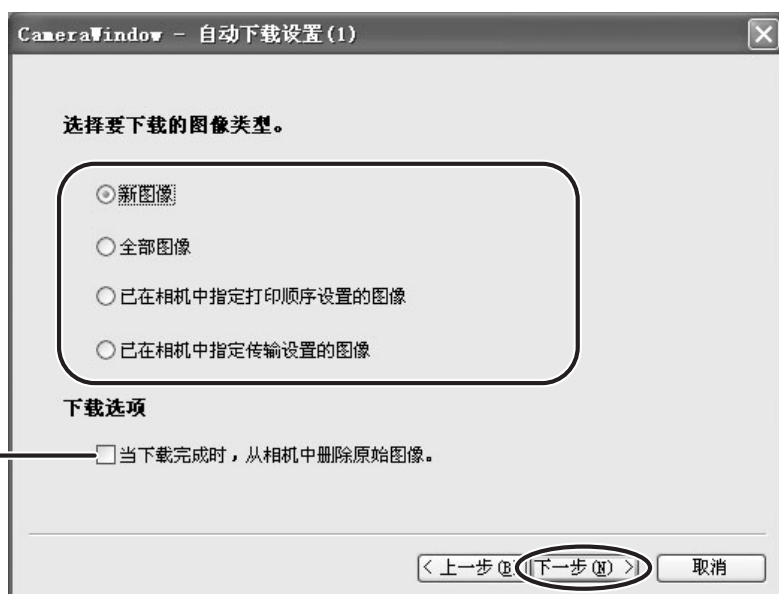 CameraWindow - 自动下载设置(1)
选择要下载的图像类型。
新图像
全部图像
已在相机中指定打印顺序设置的图像
已在相机中指定传输设置的图像
下载选项
当下载完成时，从相机中删除原始图像。
< 上一步(B) 下一步(N) > 取消